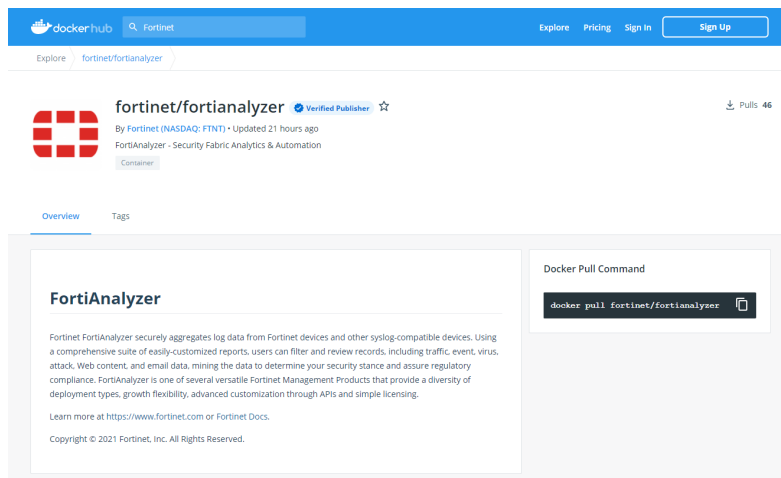 dockerhub
Fortinet
Explore
Pricing
Sign In
Sign Up
Explore
fortinet/fortianalyzer
fortinet/fortianalyzer
Verified Publisher
Pulls 46
By Fortinet (NASDAQ: FTNT) • Updated 21 hours ago
FortiAnalyzer - Security Fabric Analytics & Automation
Container
Overview
Tags
FortiAnalyzer
Fortinet FortiAnalyzer securely aggregates log data from Fortinet devices and other syslog-compatible devices. Using
a comprehensive suite of easily-customized reports, users can filter and review records, including traffic, event, virus,
attack, Web content, and email data, mining the data to determine your security stance and assure regulatory
compliance. FortiAnalyzer is one of several versatile Fortinet Management Products that provide a diversity of
deployment types, growth flexibility, advanced customization through APIs and simple licensing.
Learn more at https://www.fortinet.com or Fortinet Docs.
Copyright © 2021 Fortinet, Inc. All Rights Reserved.
Docker Pull Command
docker pull fortinet/fortianalyzer